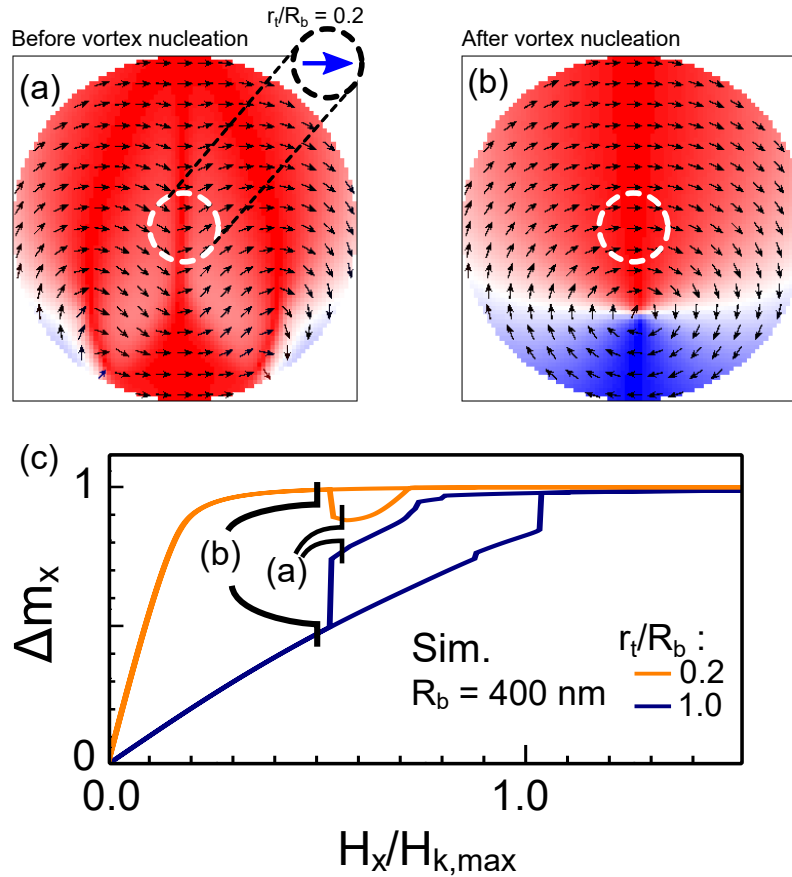 r_t/R_b = 0.2
Before vortex nucleation
After vortex nucleation
(a)
(b)
(c)
1
Δm_x
(b)
(a)
Sim.
R_b = 400 nm
r_t/R_b :
0.2
1.0
0
0.0
1.0
H_x/H_k,max